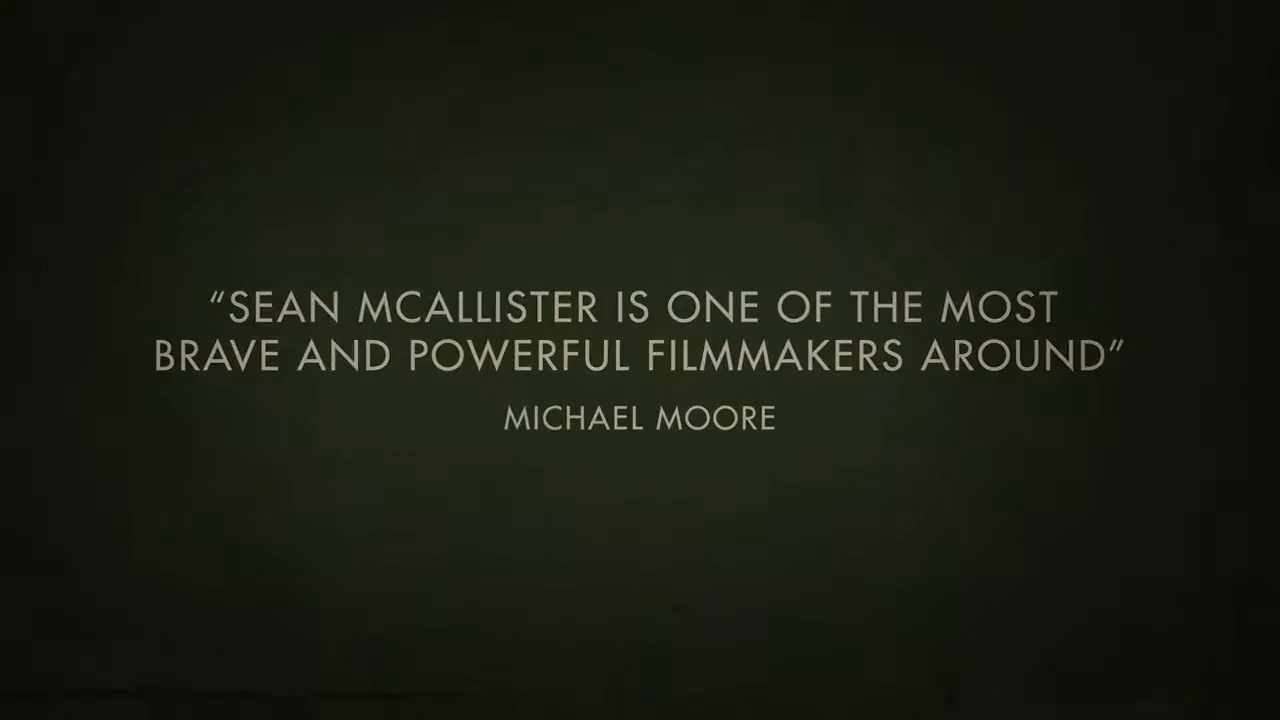 “SEAN MCALLISTER IS ONE OF THE MOST
BRAVE AND POWERFUL FILMMAKERS AROUND”
MICHAEL MOORE